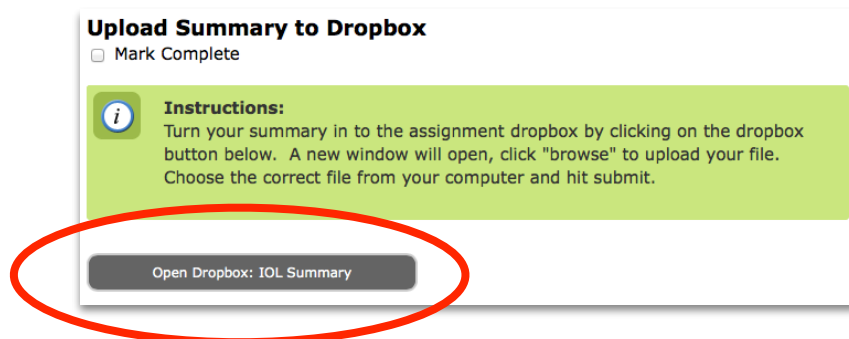 Upload Summary to Dropbox
Mark Complete
Instructions:
Turn your summary in to the assignment dropbox by clicking on the dropbox
button below.  A new window will open, click "browse" to upload your file.
Choose the correct file from your computer and hit submit.
Open Dropbox: IOL Summary